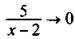 5/(x − 2) → 0